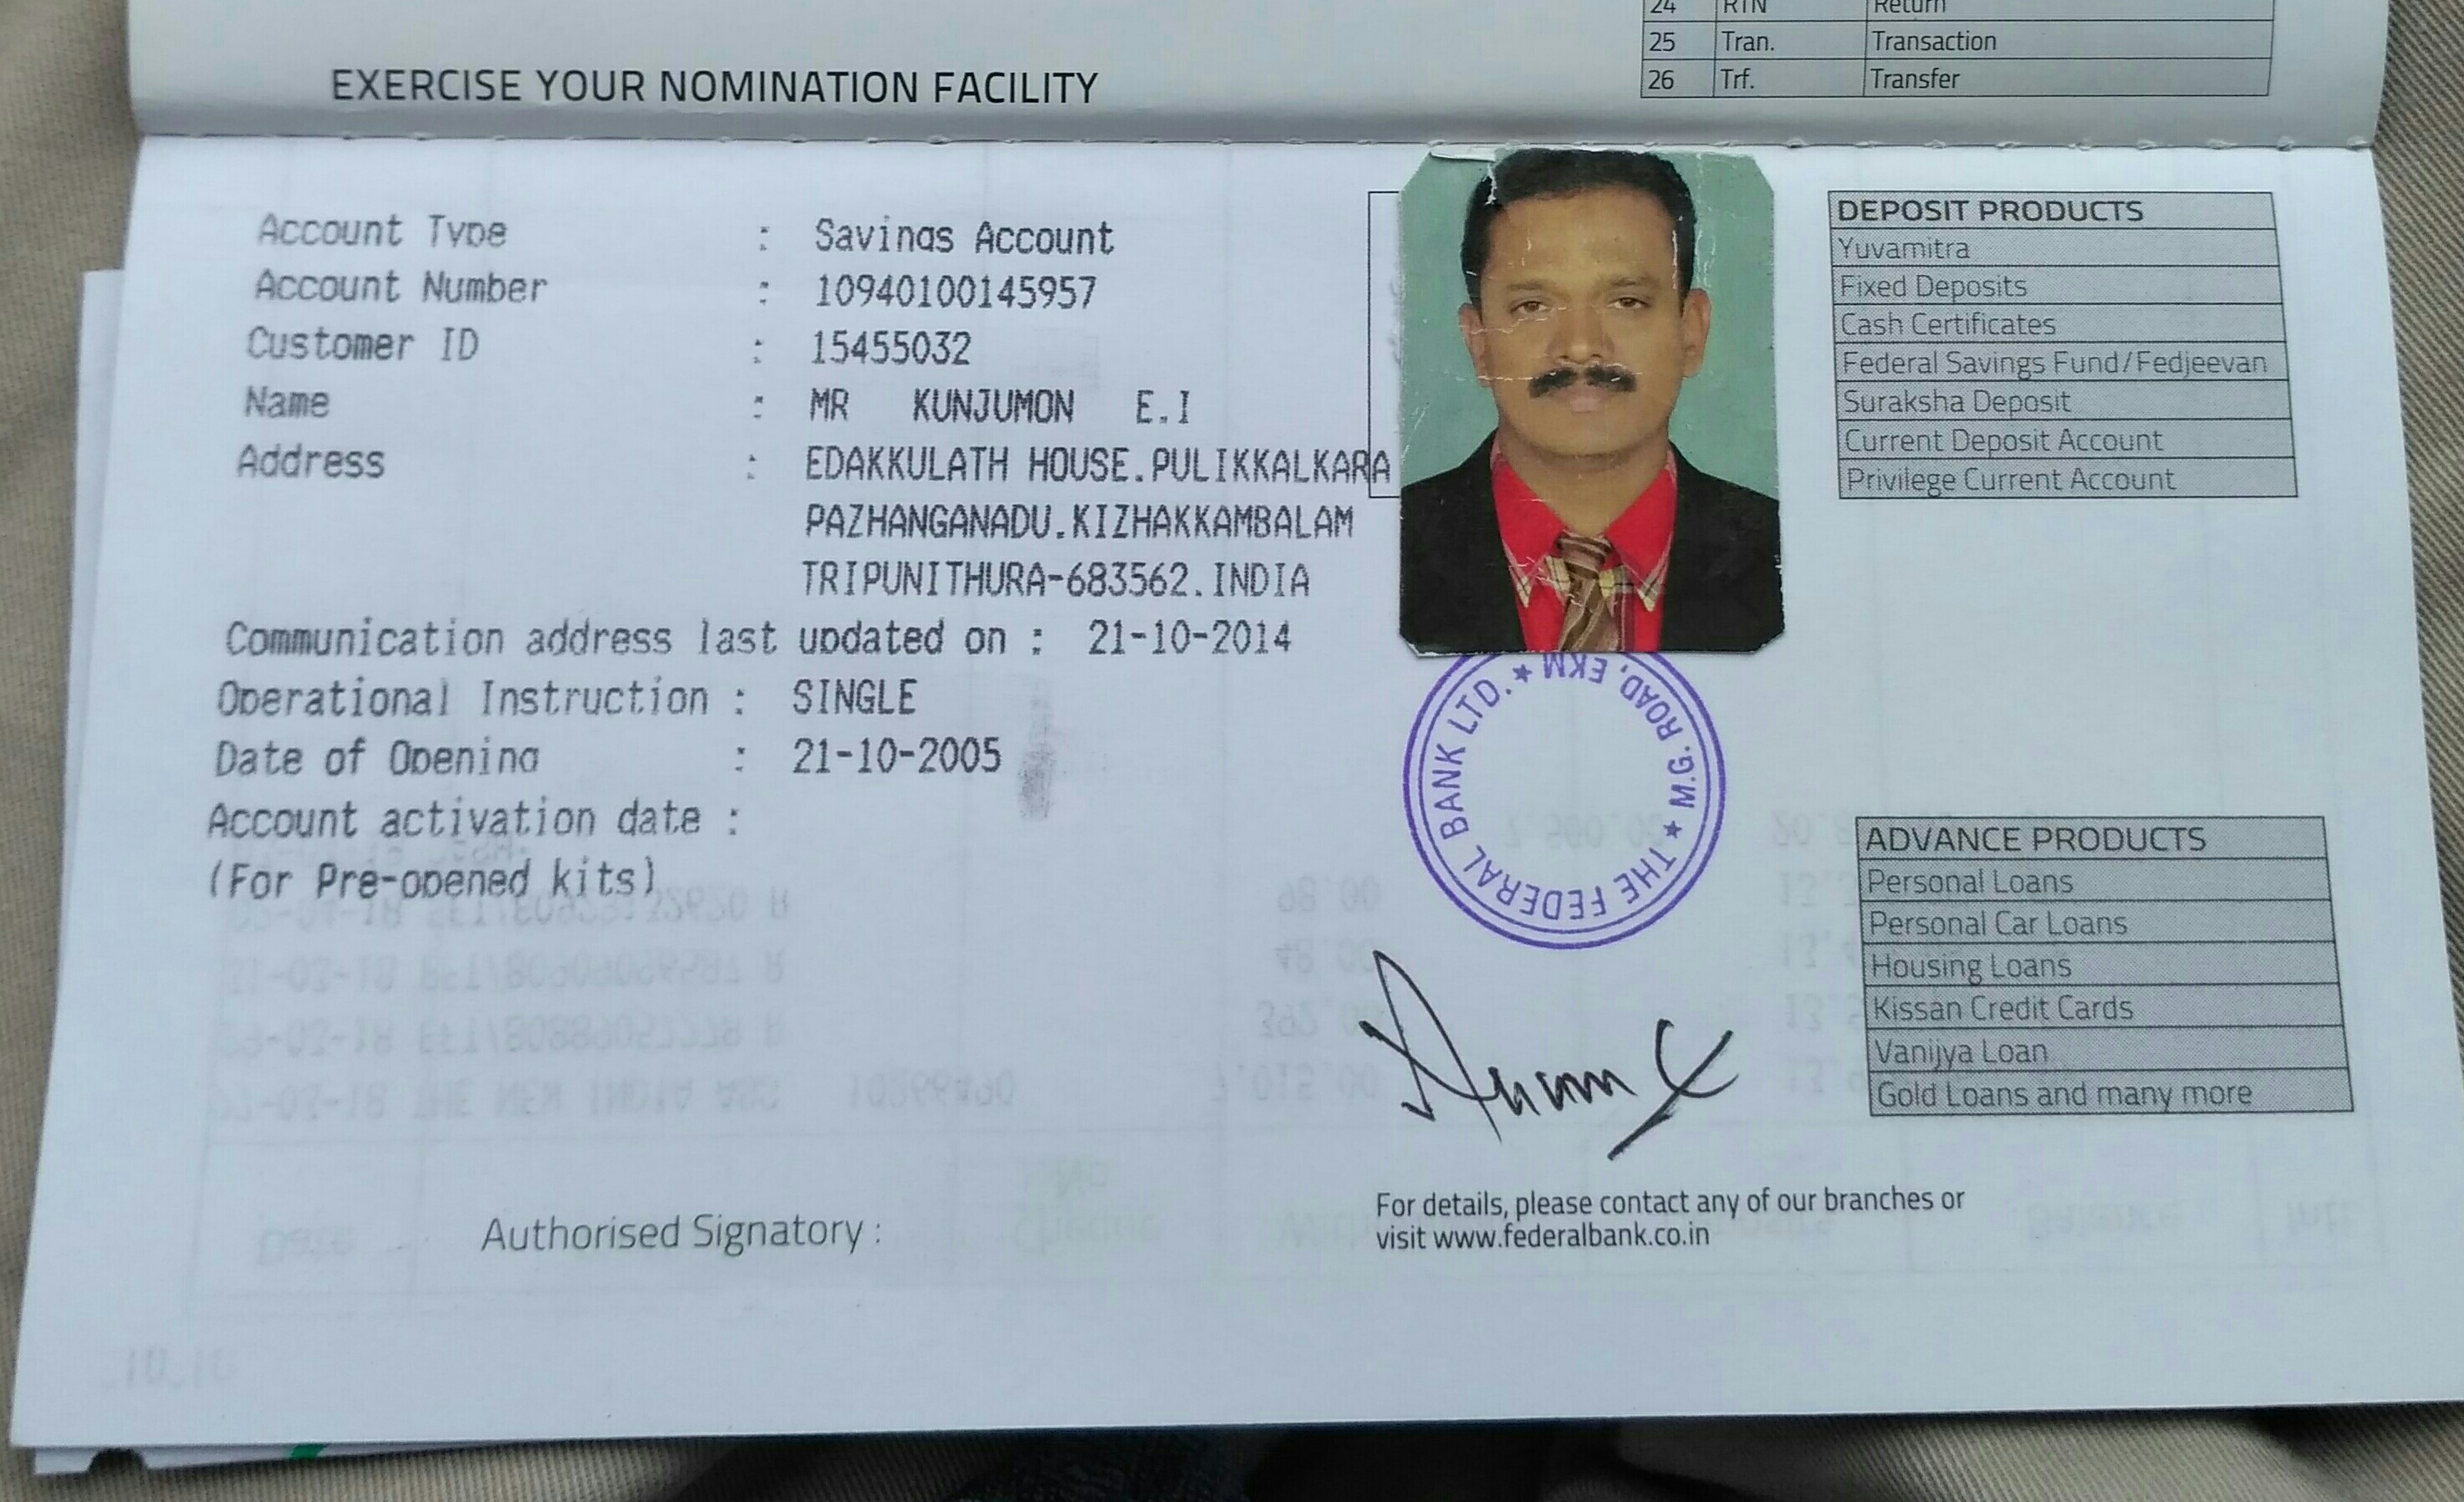 24 RTN Return
25 Tran. Transaction
26 Trf. Transfer
EXERCISE YOUR NOMINATION FACILITY
Account Type : Savings Account
Account Number : 10940100145957
Customer ID : 15455032
Name : MR KUNJUMON E.I
Address : EDAKKULATH HOUSE.PULIKKALKARA
PAZHANGANADU.KIZHAKKAMBALAM
TRIPUNITHURA-683562.INDIA
Communication address last updated on : 21-10-2014
Operational Instruction : SINGLE
Date of Opening : 21-10-2005
Account activation date :
(For Pre-opened kits)
Authorised Signatory :
THE FEDERAL BANK LTD. ★ M.G. ROAD, EKM ★
For details, please contact any of our branches or
visit www.federalbank.co.in
DEPOSIT PRODUCTS
Yuvamitra
Fixed Deposits
Cash Certificates
Federal Savings Fund/Fedjeevan
Suraksha Deposit
Current Deposit Account
Privilege Current Account
ADVANCE PRODUCTS
Personal Loans
Personal Car Loans
Housing Loans
Kissan Credit Cards
Vanijya Loan
Gold Loans and many more